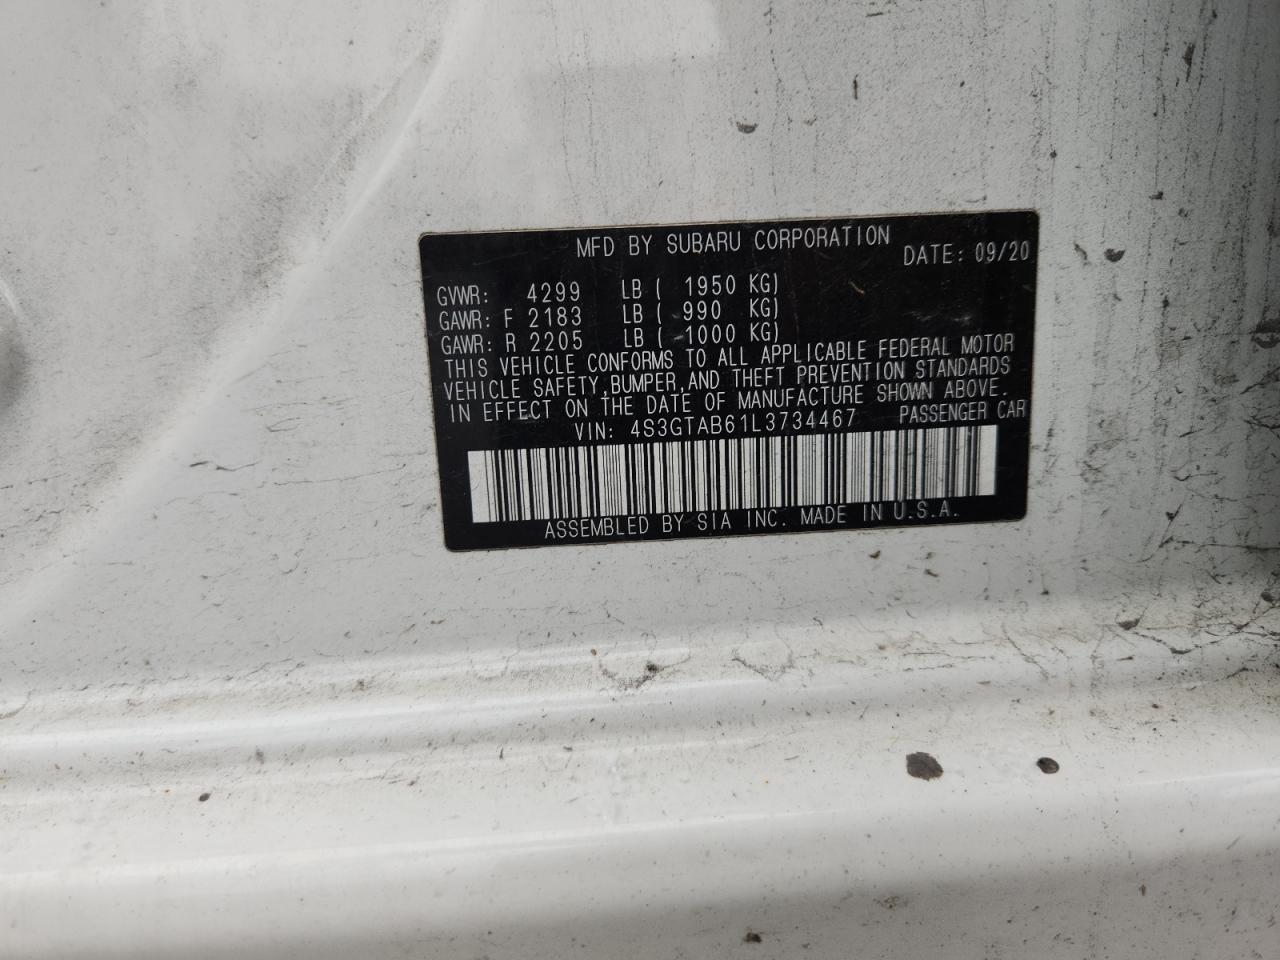 MFD BY SUBARU CORPORATION DATE: 09/20
GVWR: 4299 LB ( 1950 KG)
GAWR: F 2183 LB ( 990 KG)
GAWR: R 2205 LB ( 1000 KG)
THIS VEHICLE CONFORMS TO ALL APPLICABLE FEDERAL MOTOR
VEHICLE SAFETY, BUMPER, AND THEFT PREVENTION STANDARDS
IN EFFECT ON THE DATE OF MANUFACTURE SHOWN ABOVE.
VIN: 4S3GTAB61L3734467 PASSENGER CAR
ASSEMBLED BY SIA INC. MADE IN U.S.A.